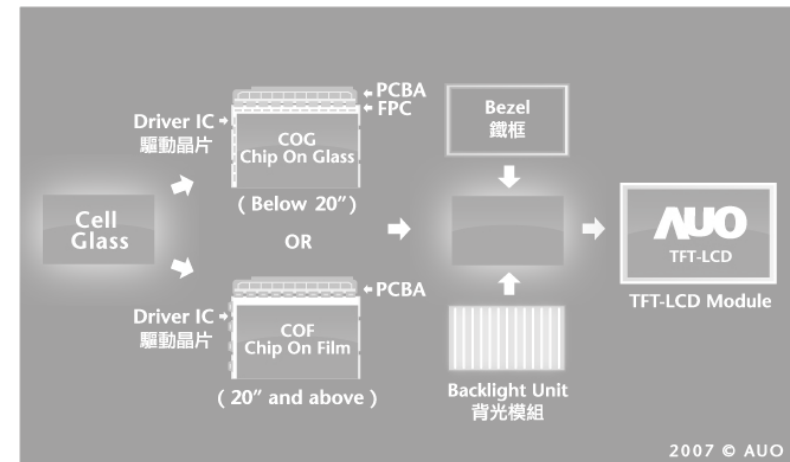 Cell
Glass
Driver IC
驅動晶片
PCBA
FPC
COG
Chip On Glass
( Below 20″)
OR
Driver IC
驅動晶片
PCBA
COF
Chip On Film
( 20″ and above )
Bezel
鐵框
Backlight Unit
背光模組
AUO
TFT-LCD
TFT-LCD Module
2007 © AUO